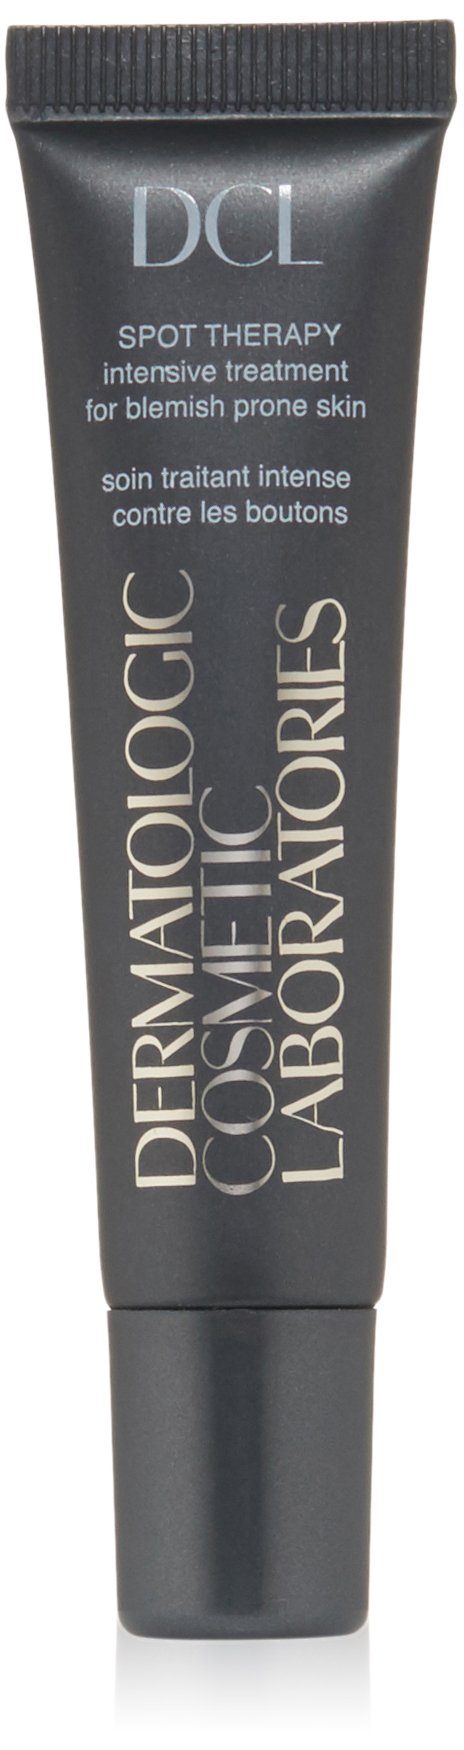 DCL
SPOT THERAPY
intensive treatment
for blemish prone skin
soin traitant intense
contre les boutons
DERMATOLOGIC
COSMETIC
LABORATORIES